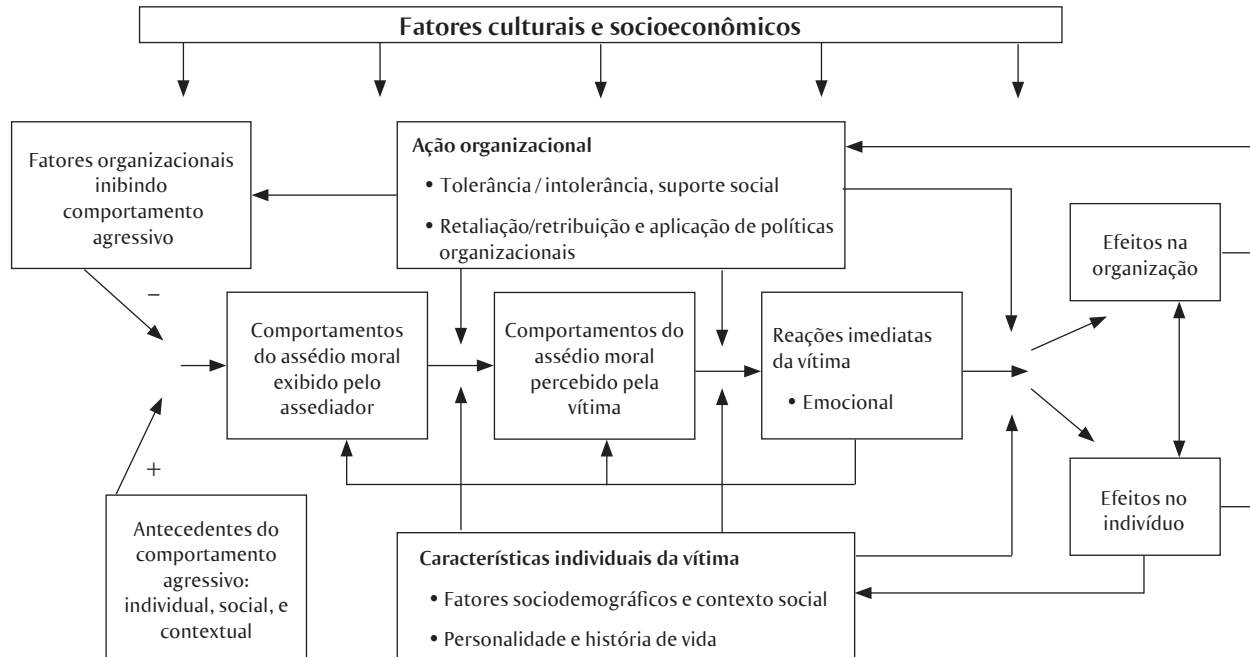 Fatores culturais e socioeconômicos
Fatores organizacionais
inibindo
comportamento
agressivo
Ação organizacional
• Tolerância / intolerância, suporte social
• Retaliação/retribuição e aplicação de políticas
organizacionais
Efeitos na
organização
–
Comportamentos
do assédio moral
exibido pelo
assediador
Comportamentos do
assédio moral
percebido pela
vítima
Reações imediatas
da vítima
• Emocional
+
Antecedentes do
comportamento
agressivo:
individual, social, e
contextual
Características individuais da vítima
• Fatores sociodemográficos e contexto social
• Personalidade e história de vida
Efeitos no
indivíduo